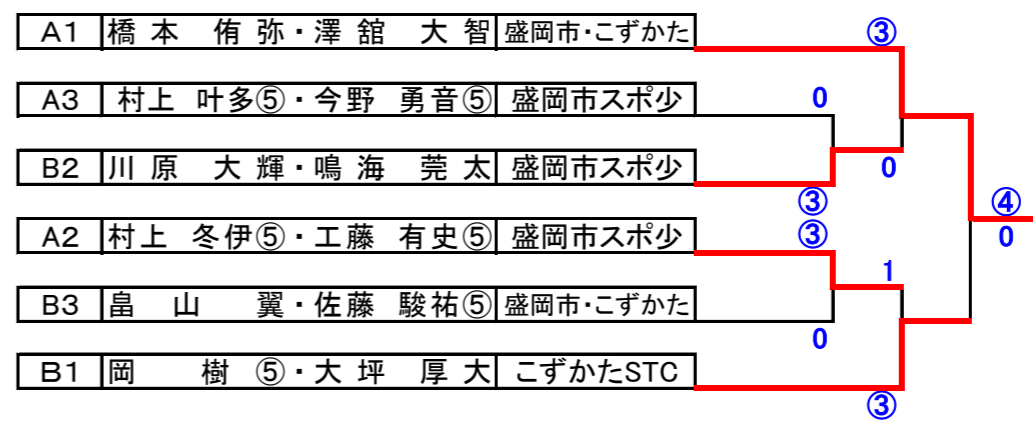 A1 橋本 侑弥・澤舘 大智 盛岡市・こずかた ③
A3 村上 叶多⑤・今野 勇音⑤ 盛岡市スポ少 0
B2 川原 大輝・鳴海 莞太 盛岡市スポ少 0
③
④
A2 村上 冬伊⑤・工藤 有史⑤ 盛岡市スポ少 ③
0
1
B3 畠山 翼・佐藤 駿祐⑤ 盛岡市・こずかた
0
B1 岡 樹⑤・大坪 厚大 こずかたSTC
③